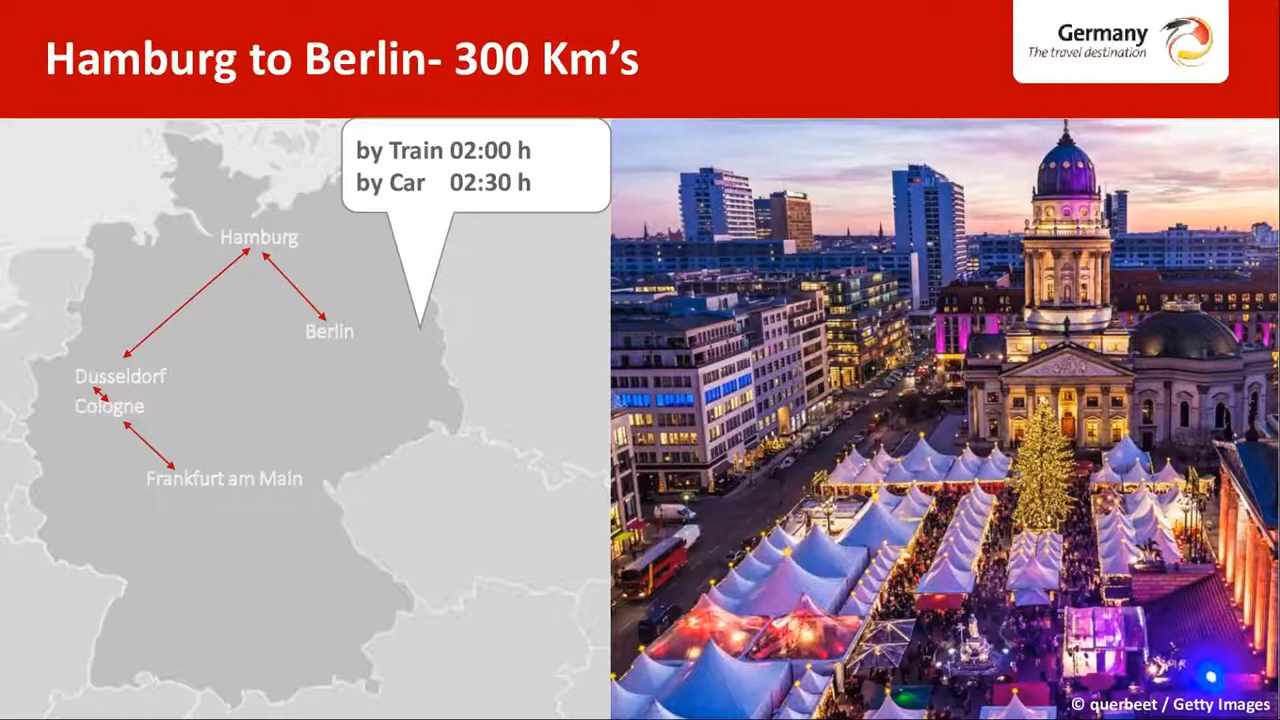 Hamburg to Berlin- 300 Km's
Germany
The travel destination
by Train 02:00 h
by Car 02:30 h
Hamburg
Berlin
Dusseldorf
Cologne
Frankfurt am Main
© querbeet / Getty Images